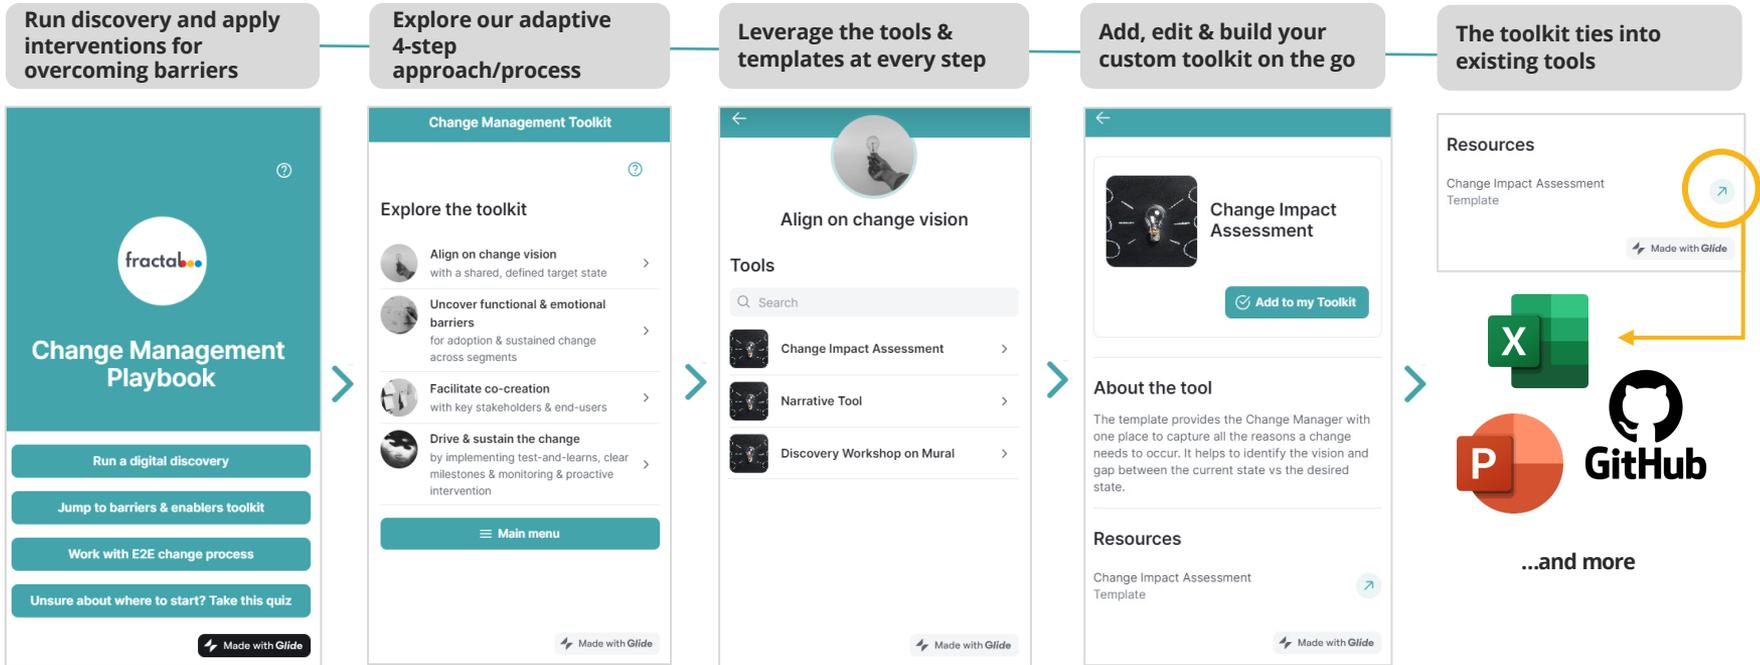 Run discovery and apply
interventions for
overcoming barriers
Explore our adaptive
4-step
approach/process
Leverage the tools &
templates at every step
Add, edit & build your
custom toolkit on the go
The toolkit ties into
existing tools
fractal
Change Management
Playbook
Run a digital discovery
Jump to barriers & enablers toolkit
Work with E2E change process
Unsure about where to start? Take this quiz
Made with Glide
Change Management Toolkit
Explore the toolkit
Align on change vision
with a shared, defined target state
Uncover functional & emotional
barriers
for adoption & sustained change
across segments
Facilitate co-creation
with key stakeholders & end-users
Drive & sustain the change
by implementing test-and-learns, clear
milestones & monitoring & proactive
intervention
Main menu
Made with Glide
Align on change vision
Tools
Search
Change Impact Assessment
Narrative Tool
Discovery Workshop on Mural
Made with Glide
Change Impact
Assessment
Add to my Toolkit
About the tool
The template provides the Change Manager with
one place to capture all the reasons a change
needs to occur. It helps to identify the vision and
gap between the current state vs the desired
state.
Resources
Change Impact Assessment
Template
Made with Glide
Resources
Change Impact Assessment
Template
Made with Glide
X
P
GitHub
...and more